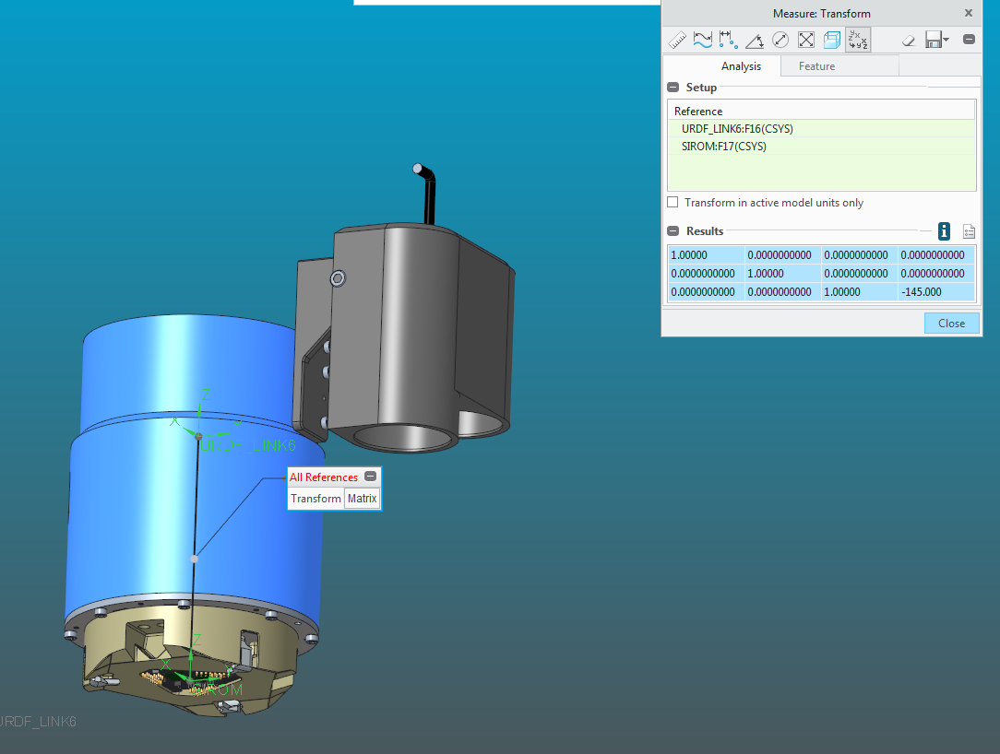 Measure: Transform
Analysis
Feature
Setup
Reference
URDF_LINK6:F16(CSYS)
SIROM:F17(CSYS)
Transform in active model units only
Results
1.00000 0.0000000000 0.0000000000 0.0000000000
0.0000000000 1.00000 0.0000000000 0.0000000000
0.0000000000 0.0000000000 1.00000 -145.000
Close
Z
X
URDF_LINK6
All References
Transform Matrix
Z
X
Y
SIROM
URDF_LINK6